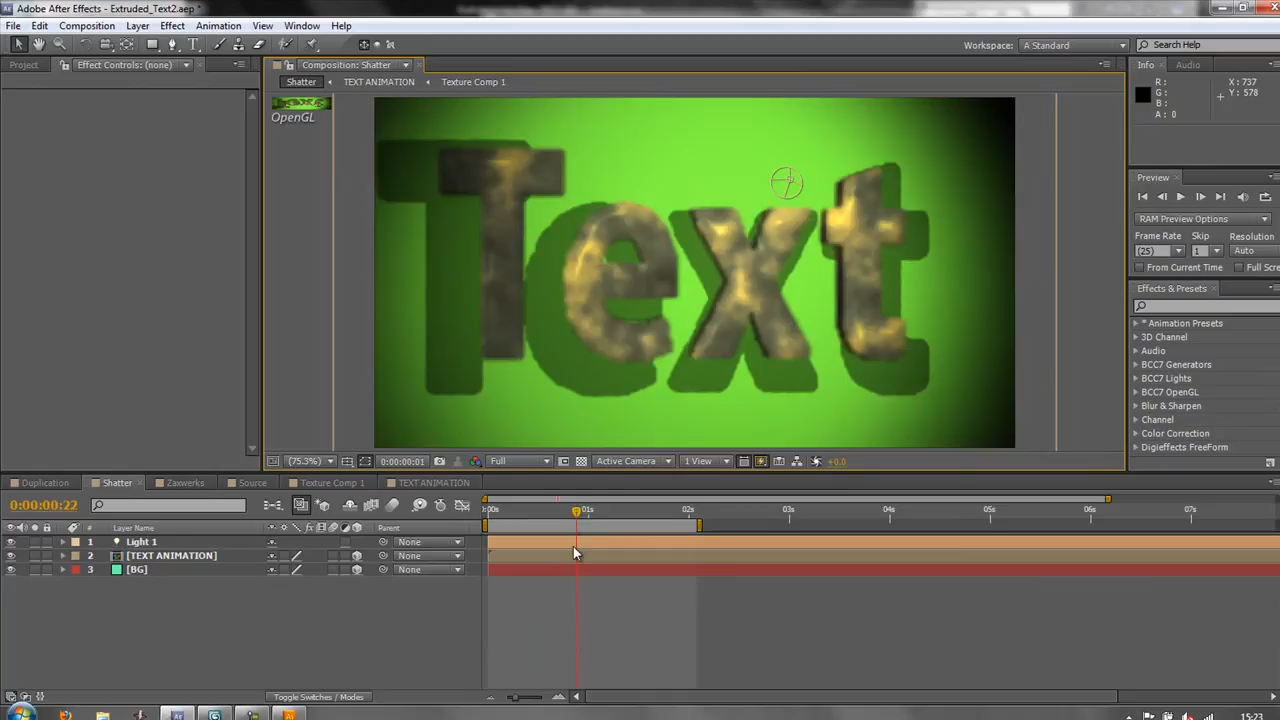 Adobe After Effects - Extruded_Text2.aep *
File Edit Composition Layer Effect Animation View Window Help
Workspace: A Standard Search Help
Project Effect Controls: (none) Composition: Shatter Info Audio
Shatter TEXT ANIMATION Texture Comp 1
R: X: 737
G: Y: 578
B:
A: 0
OpenGL
Text
Preview
RAM Preview Options
Frame Rate Skip Resolution
(25) 1 Auto
From Current Time Full Scre
Effects & Presets
* Animation Presets
3D Channel
Audio
BCC7 Generators
BCC7 Lights
BCC7 OpenGL
Blur & Sharpen
Channel
Color Correction
Digieffects FreeForm
(75.3%) 0:00:00:01 Full Active Camera 1 View +0.0
Duplication Shatter Zaxwerks Source Texture Comp 1 TEXT ANIMATION
0:00:00:22
:00s 01s 02s 03s 04s 05s 06s 07s
# Layer Name Parent
1 Light 1 None
2 [TEXT ANIMATION] None
3 [BG] None
Toggle Switches / Modes
15:23